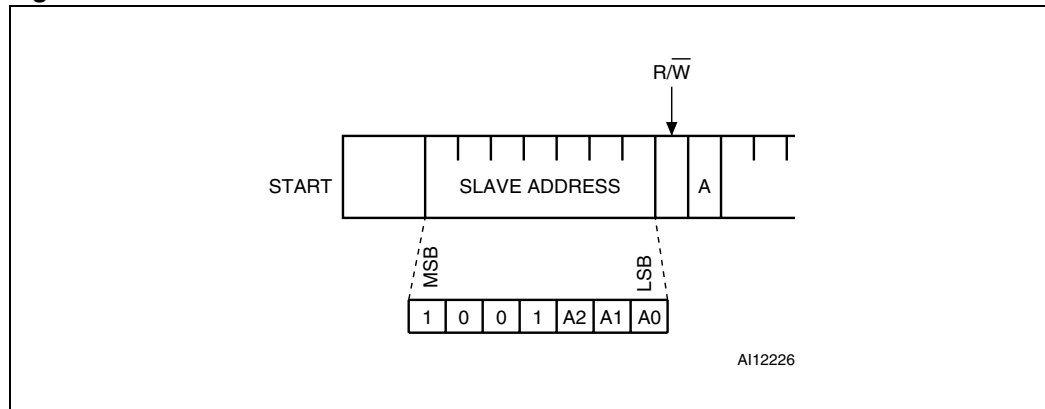 R/W
START
SLAVE ADDRESS
A
MSB
LSB
1 0 0 1 A2 A1 A0
AI12226